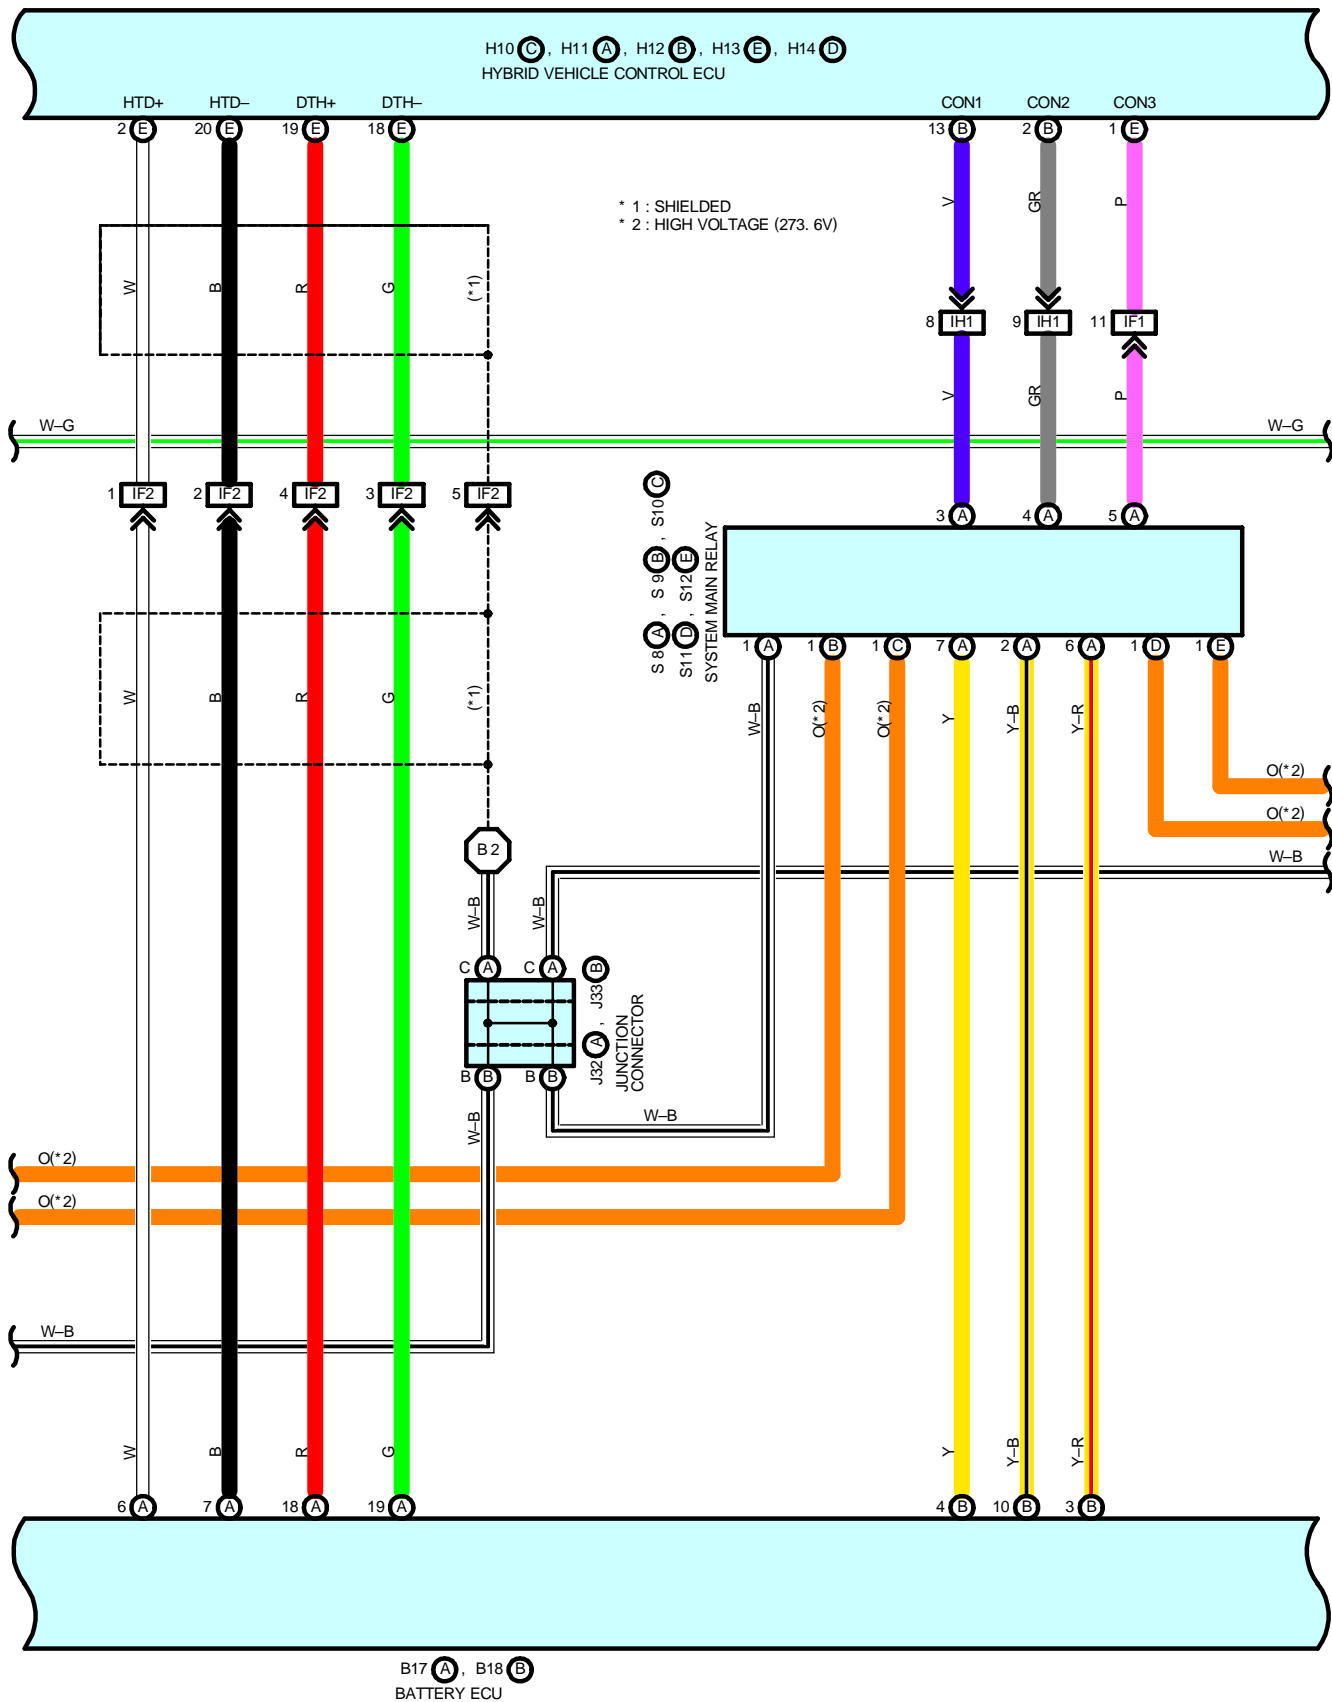 H10 C , H11 A , H12 B , H13 E , H14 D
HYBRID VEHICLE CONTROL ECU
HTD+ HTD– DTH+ DTH– CON1 CON2 CON3
2 E 20 E 19 E 18 E 13 B 2 B 1 E
* 1 : SHIELDED
* 2 : HIGH VOLTAGE (273. 6V)
V GR P
W B R G (* 1)
8 IH1 9 IH1 11 IF1
V GR P
W–G W–G
1 IF2 2 IF2 4 IF2 3 IF2 5 IF2
3 A 4 A 5 A
S 8 A , S 9 B , S10 C
S11 D , S12 E
SYSTEM MAIN RELAY
1 A 1 B 1 C 7 A 2 A 6 A 1 D 1 E
W B R G (* 1)
W–B O(* 2) O(* 2) Y Y–B Y–R
O(* 2)
O(* 2)
B 2
W–B
W–B W–B
C A C A
J32 A , J33 B
JUNCTION
CONNECTOR
B B B B
W–B W–B
O(* 2)
O(* 2)
W–B
W B R G Y Y–B Y–R
6 A 7 A 18 A 19 A 4 B 10 B 3 B
B17 A , B18 B
BATTERY ECU